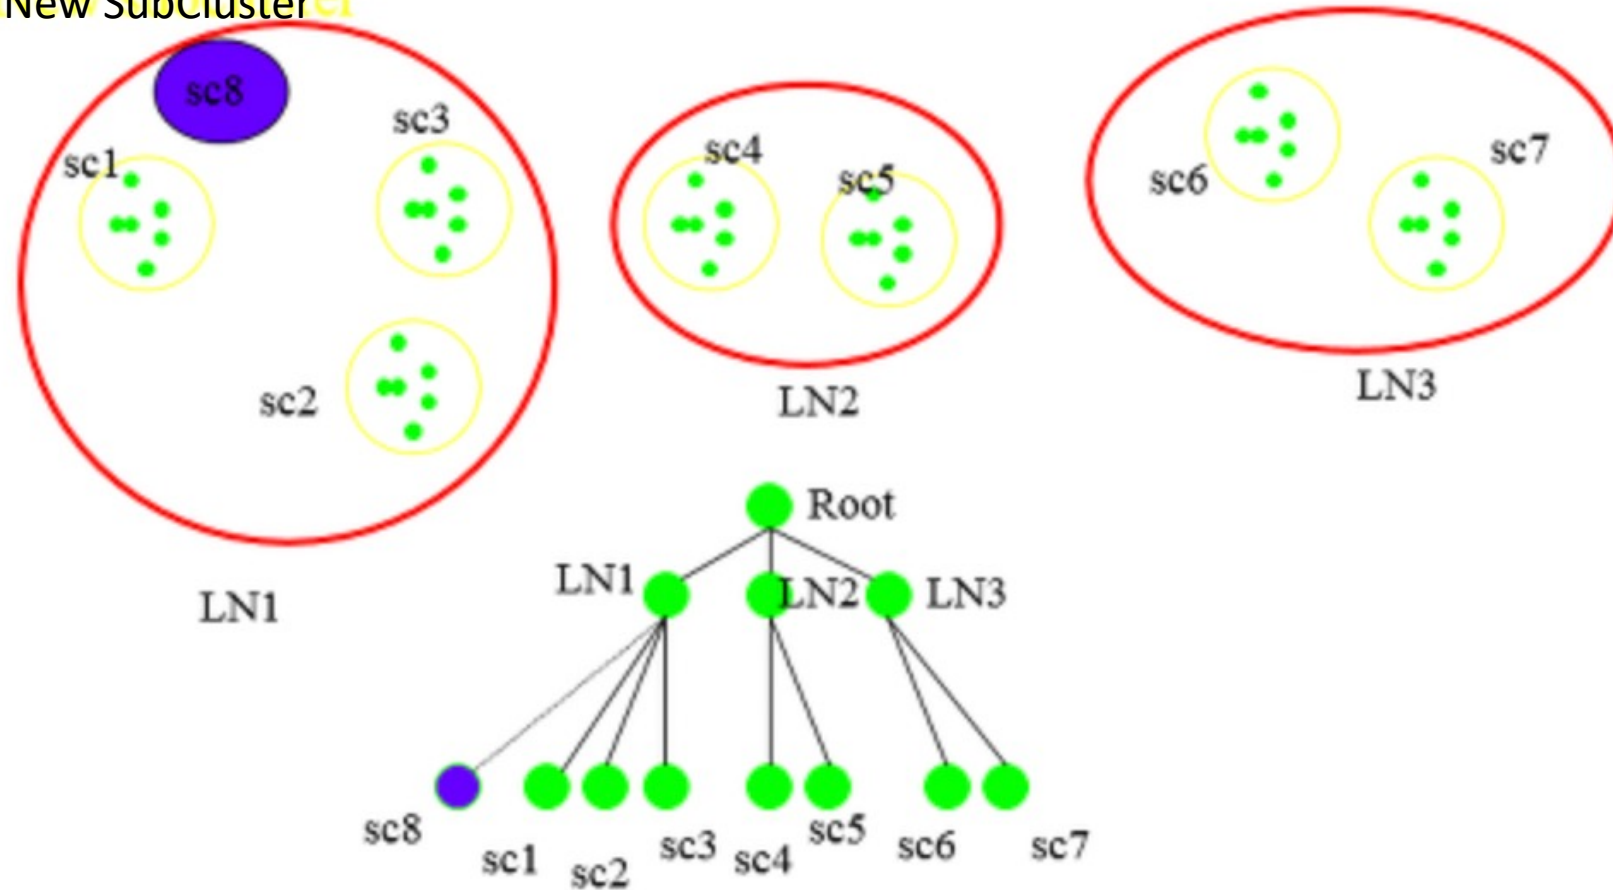 New SubCluster
sc8
sc3
sc1
sc2
LN1
sc4
sc5
LN2
sc6
sc7
LN3
Root
LN1
LN2
LN3
sc8
sc1
sc2
sc3
sc4
sc5
sc6
sc7